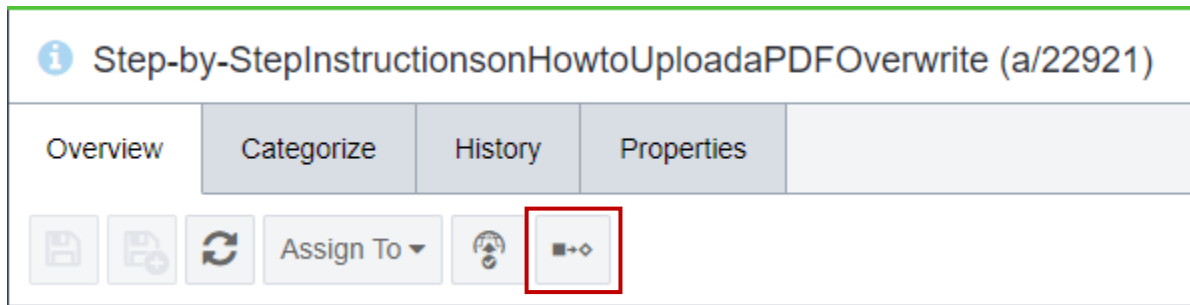 Step-by-StepInstructionsonHowtoUploadaPDFOverwrite (a/22921)
Overview Categorize History Properties
Assign To